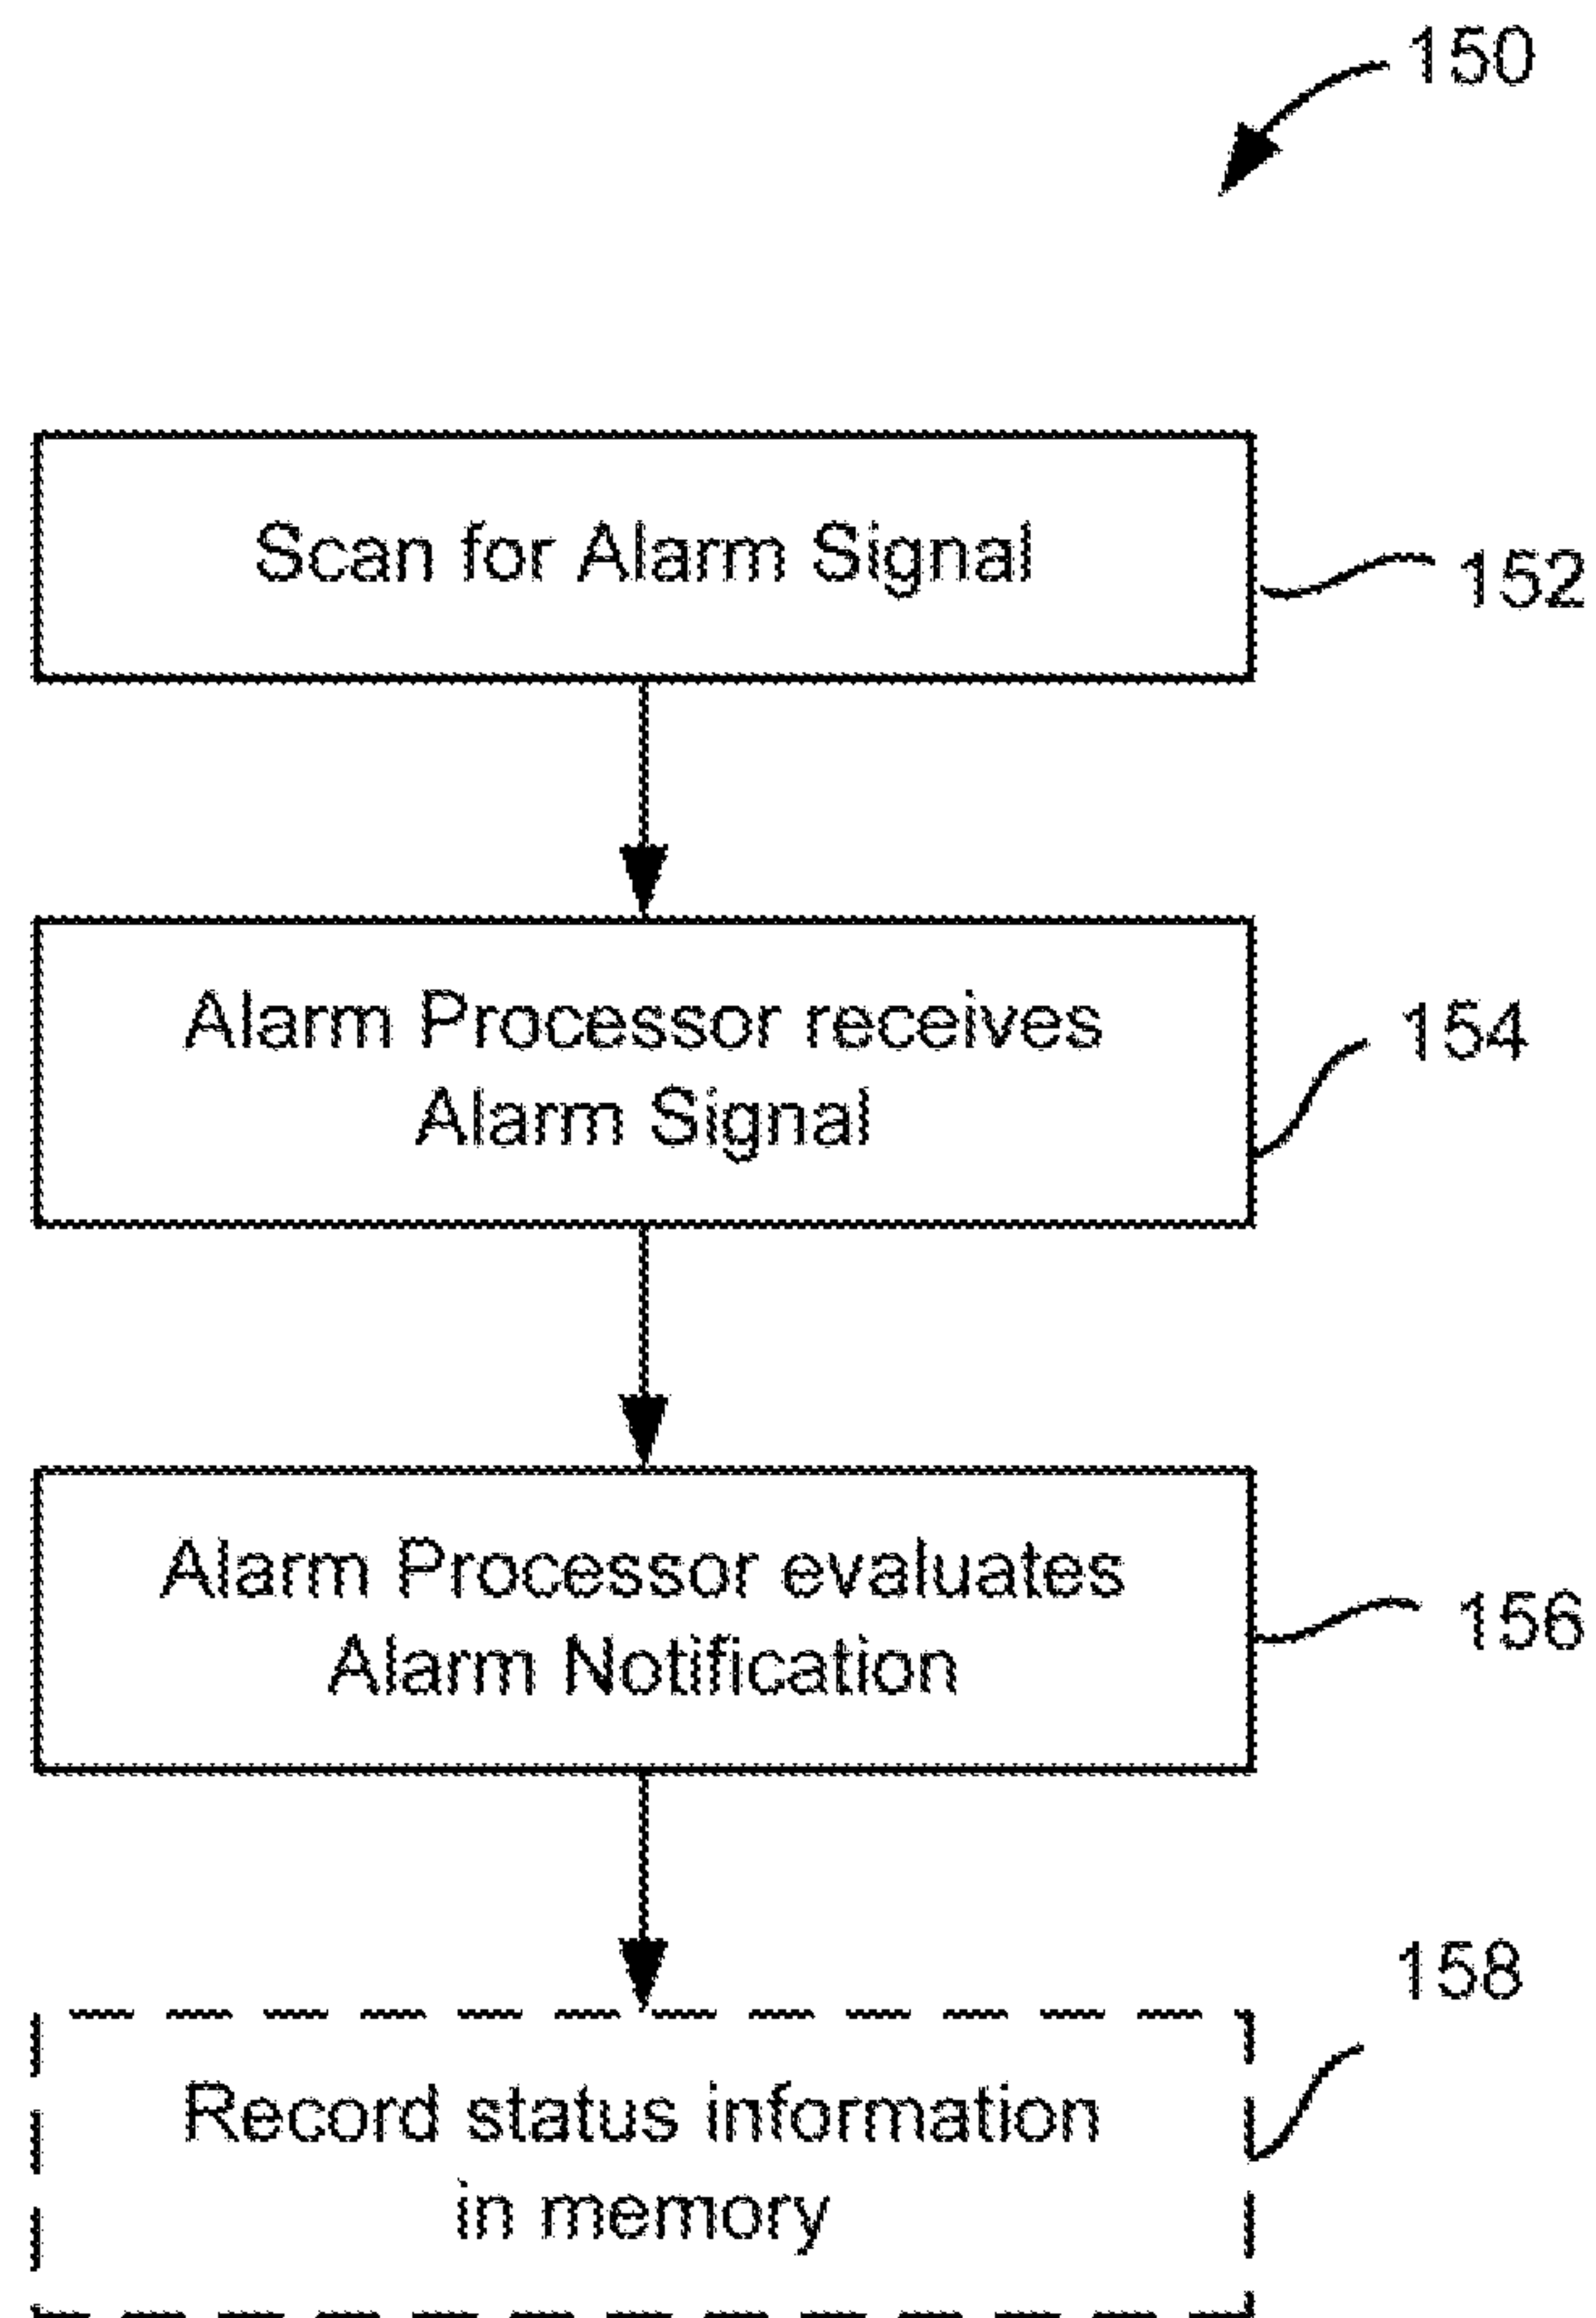 150
Scan for Alarm Signal
152
Alarm Processor receives
Alarm Signal
154
Alarm Processor evaluates
Alarm Notification
156
158
Record status information
in memory